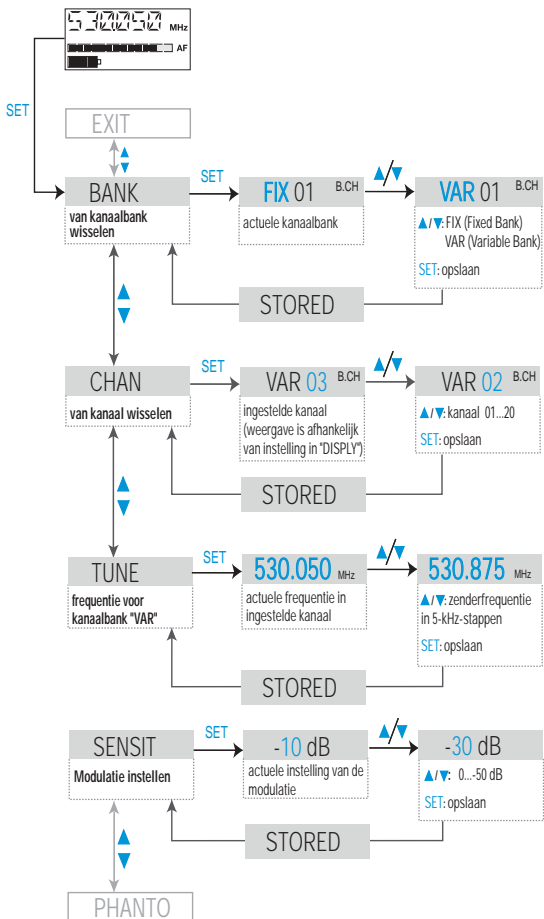 530.050 MHz
AF
SET
EXIT
BANK
van kanaalbank
wisselen
SET
FIX 01 B.CH
actuele kanaalbank
▲/▼
VAR 01 B.CH
▲/▼: FIX (Fixed Bank)
VAR (Variable Bank)
SET: opslaan
STORED
CHAN
van kanaal wisselen
SET
VAR 03 B.CH
ingestelde kanaal
(weergave is afhankelijk
van instelling in "DISPLY")
▲/▼
VAR 02 B.CH
▲/▼: kanaal 01...20
SET: opslaan
STORED
TUNE
frequentie voor
kanaalbank "VAR"
SET
530.050 MHz
actuele frequentie in
ingestelde kanaal
▲/▼
530.875 MHz
▲/▼: zenderfrequentie
in 5-kHz-stappen
SET: opslaan
STORED
SENSIT
Modulatie instellen
SET
-10 dB
actuele instelling van de
modulatie
▲/▼
-30 dB
▲/▼: 0...-50 dB
SET: opslaan
STORED
PHANTO